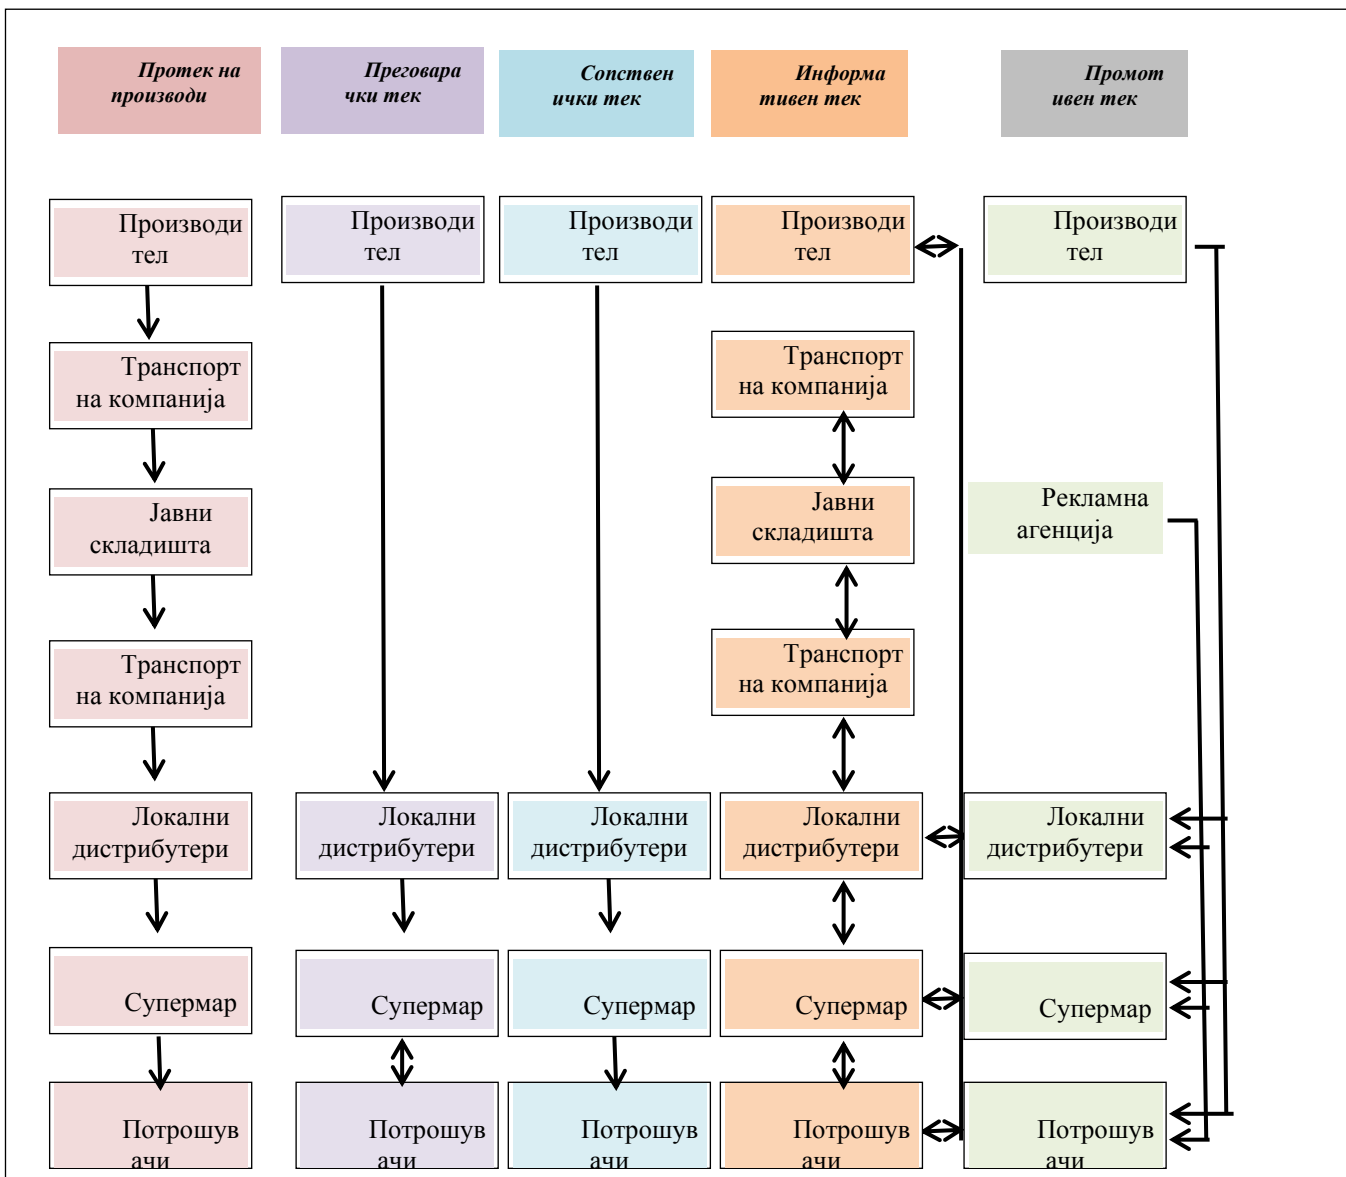 Протек на
производи
Преговара
чки тек
Сопствен
ички тек
Информа
тивен тек
Промот
ивен тек
Производи
тел
Производи
тел
Производи
тел
Производи
тел
Производи
тел
Транспорт
на компанија
Транспорт
на компанија
Јавни
складишта
Јавни
складишта
Рекламна
агенција
Транспорт
на компанија
Транспорт
на компанија
Локални
дистрибутери
Локални
дистрибутери
Локални
дистрибутери
Локални
дистрибутери
Локални
дистрибутери
Супермар
Супермар
Супермар
Супермар
Супермар
Потрошув
ачи
Потрошув
ачи
Потрошув
ачи
Потрошув
ачи
Потрошув
ачи